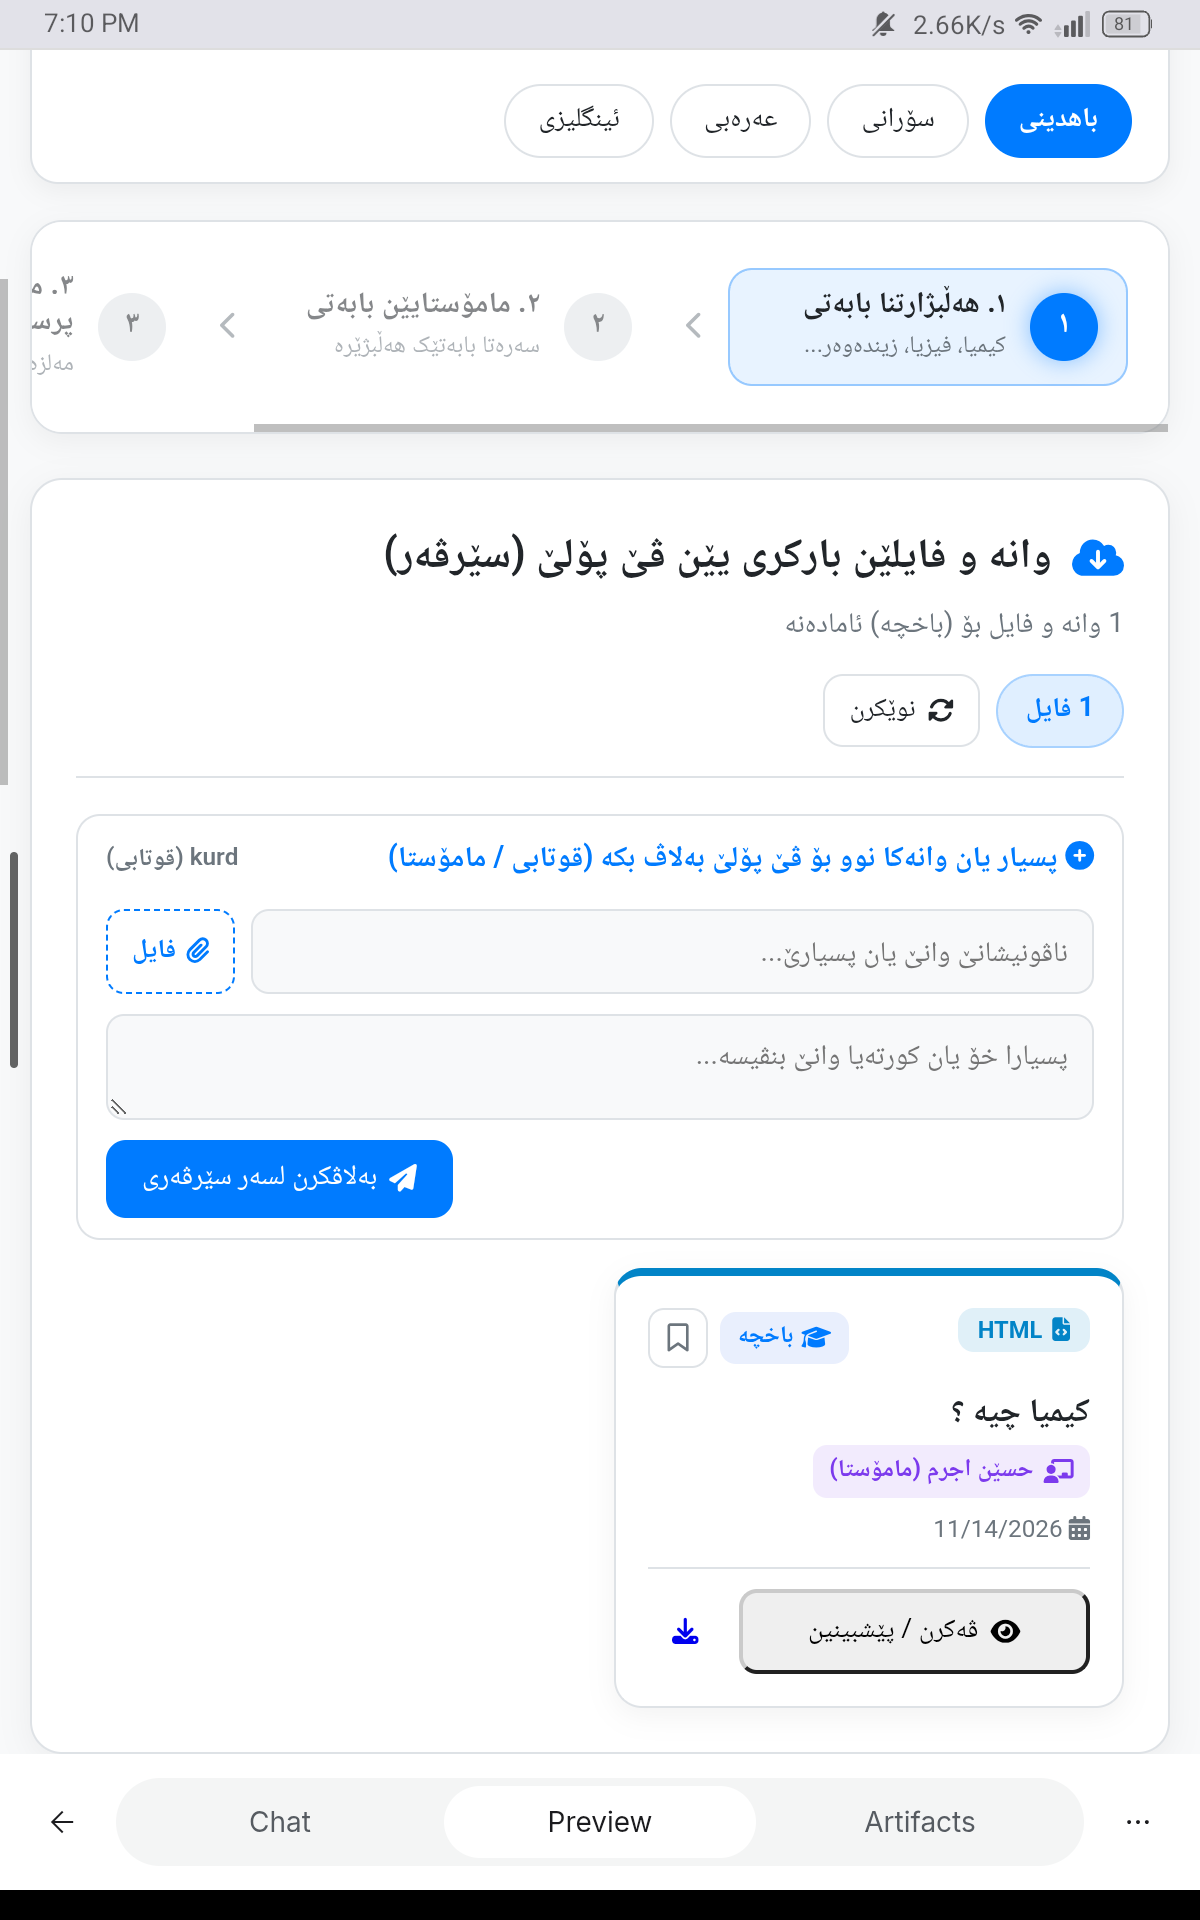 7:10 PM
2.66K/s
81
باهدینی
سۆرانی
عەرەبی
ئینگلیزی
١
١. هەڵبژارتنا بابەتی
کیمیا، فیزیا، زیندەوەر...
٢
٢. مامۆستایێن بابەتی
سەرەتا بابەتێک هەڵبژێرە
٣
٣. م
پرس
مەلزە
وانە و فایلێن بارکری یێن ڤێ پۆلێ (سێرڤەر)
1 وانە و فایل بۆ (باخچە) ئامادەنە
1 فایل
نوێکرن
پسیار یان وانەکا نوو بۆ ڤێ پۆلێ بەلاڤ بکە (قوتابی / مامۆستا)
kurd (قوتابی)
ناڤونیشانێ وانێ یان پسیارێ...
فایل
پسیارا خۆ یان کورتەیا وانێ بنڤیسە...
بەلاڤکرن لسەر سێرڤەری
HTML
باخچە
کیمیا چیە ؟
حسێن اجرم (مامۆستا)
11/14/2026
ڤەکرن / پێشبینین
Chat
Preview
Artifacts